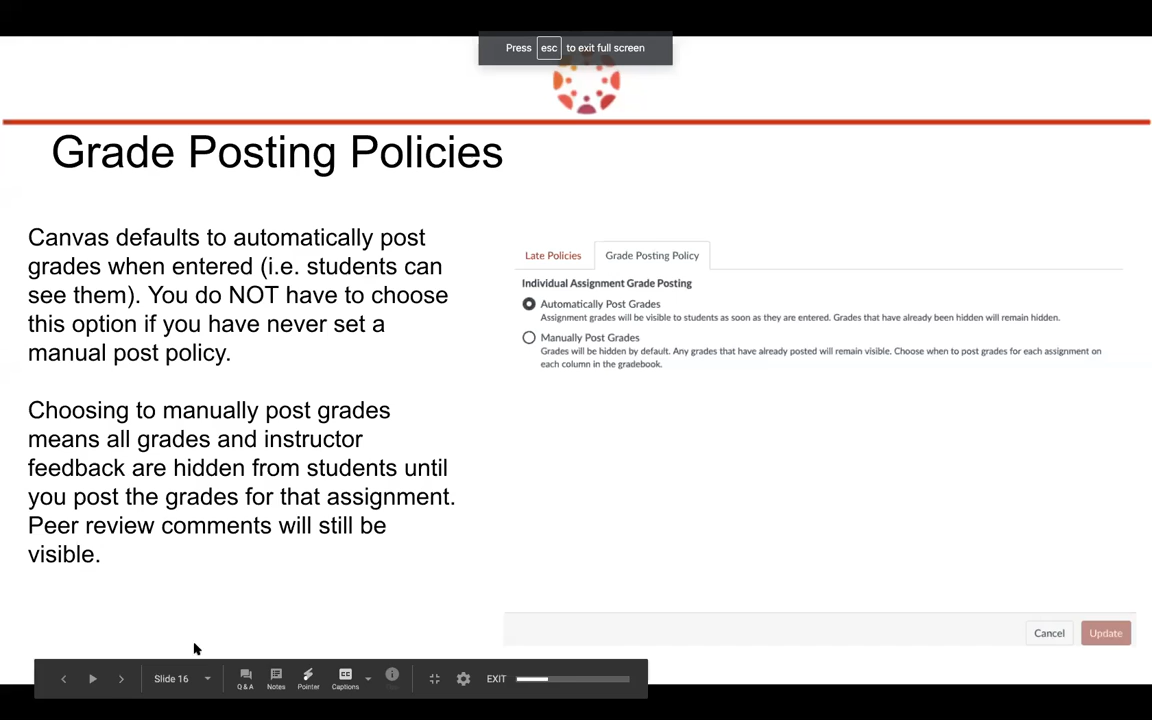 Press esc to exit full screen
Grade Posting Policies
Canvas defaults to automatically post
grades when entered (i.e. students can
see them). You do NOT have to choose
this option if you have never set a
manual post policy.
Choosing to manually post grades
means all grades and instructor
feedback are hidden from students until
you post the grades for that assignment.
Peer review comments will still be
visible.
Late Policies Grade Posting Policy
Individual Assignment Grade Posting
Automatically Post Grades
Assignment grades will be visible to students as soon as they are entered. Grades that have already been hidden will remain hidden.
Manually Post Grades
Grades will be hidden by default. Any grades that have already posted will remain visible. Choose when to post grades for each assignment on
each column in the gradebook.
Cancel Update
Slide 16 Q & A Notes Pointer CC Captions EXIT